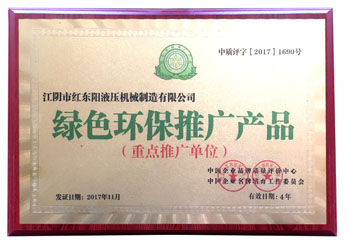 中质评字【2017】1690号
江阴市红东阳液压机械制造有限公司
绿色环保推广产品
（重点推广单位）
中国企业品牌质量评价中心
中国企业名牌培育工作委员会
发证日期：2017年11月
有效日期：4年